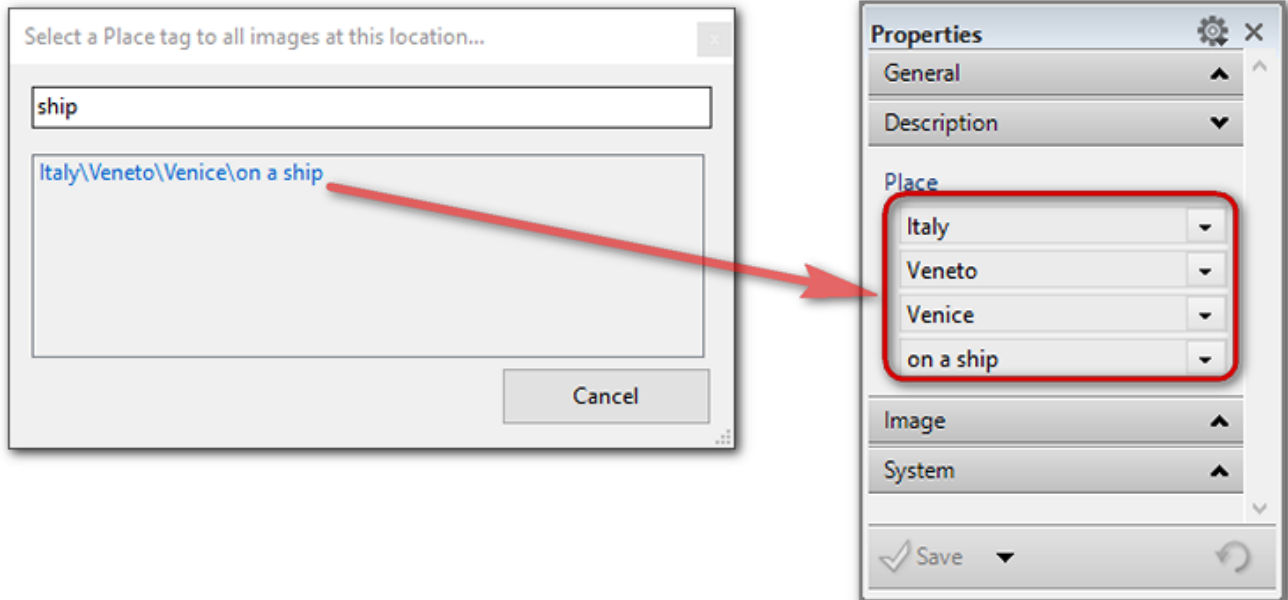 Select a Place tag to all images at this location...
x
ship
Italy\Veneto\Venice\on a ship
Cancel
Properties
General
Description
Place
Italy
Veneto
Venice
on a ship
Image
System
Save